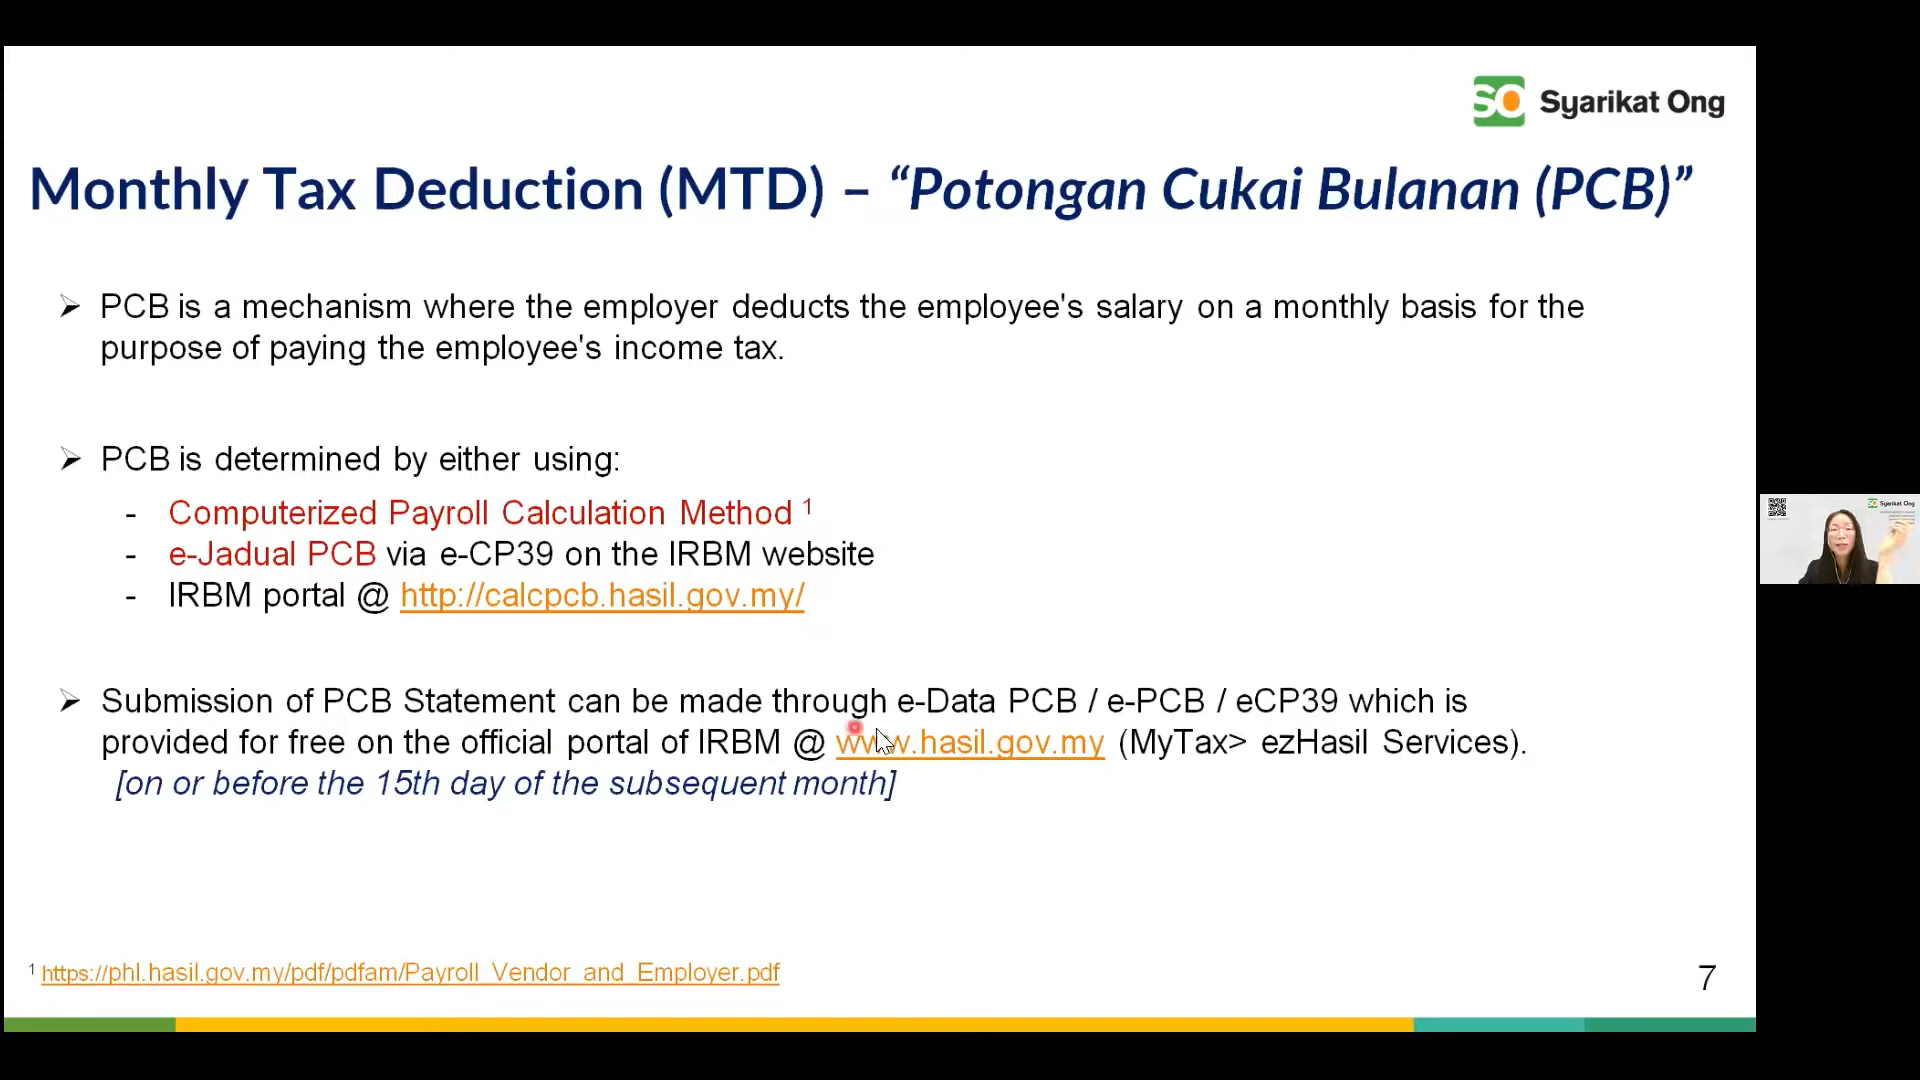 SO Syarikat Ong
Monthly Tax Deduction (MTD) – “Potongan Cukai Bulanan (PCB)”
➢ PCB is a mechanism where the employer deducts the employee's salary on a monthly basis for the
purpose of paying the employee's income tax.
➢ PCB is determined by either using:
- Computerized Payroll Calculation Method 1
- e-Jadual PCB via e-CP39 on the IRBM website
- IRBM portal @ http://calcpcb.hasil.gov.my/
➢ Submission of PCB Statement can be made through e-Data PCB / e-PCB / eCP39 which is
provided for free on the official portal of IRBM @ www.hasil.gov.my (MyTax> ezHasil Services).
[on or before the 15th day of the subsequent month]
1 https://phl.hasil.gov.my/pdf/pdfam/Payroll_Vendor_and_Employer.pdf
7
Syarikat Ong